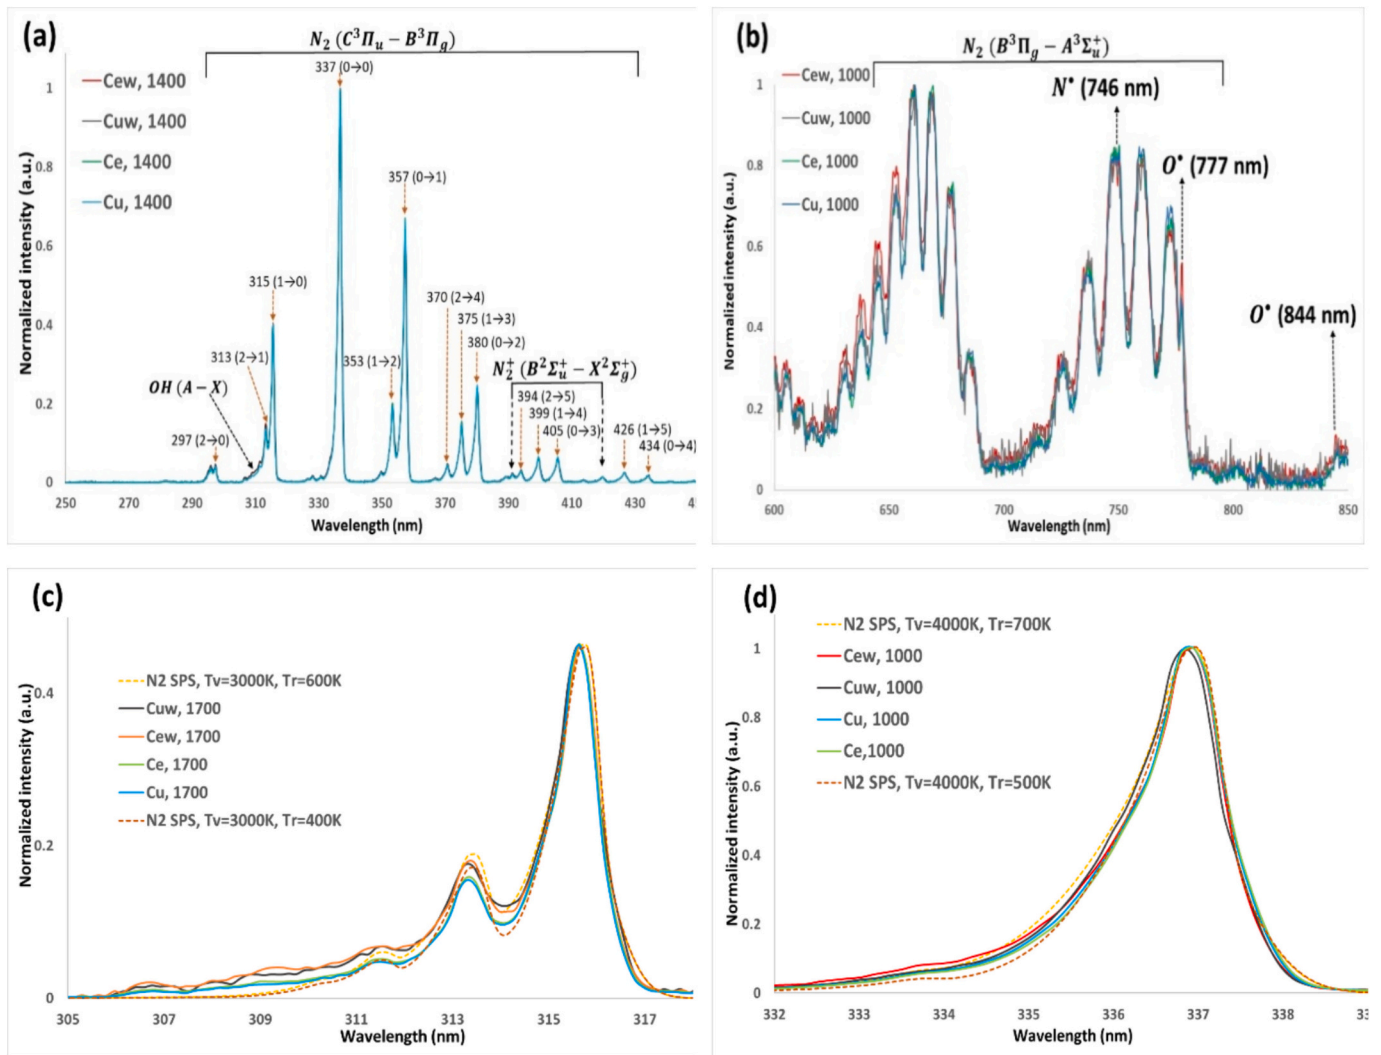 (a)
N₂ (C³Πᵤ − B³Π_g)
337 (0→0)
Cew, 1400
Cuw, 1400
Ce, 1400
Cu, 1400
357 (0→1)
315 (1→0)
370 (2→4)
375 (1→3)
380 (0→2)
313 (2→1)
353 (1→2)
OH (A − X)
N₂⁺ (B²Σᵤ⁺ − X²Σ_g⁺)
394 (2→5)
399 (1→4)
405 (0→3)
426 (1→5)
434 (0→4)
297 (2→0)
Normalized intensity (a.u.)
1
0.8
0.6
0.4
0.2
0
250 270 290 310 330 350 370 390 410 430
Wavelength (nm)
(b)
N₂ (B³Π_g − A³Σᵤ⁺)
Cew, 1000
Cuw, 1000
Ce, 1000
Cu, 1000
N• (746 nm)
O• (777 nm)
O• (844 nm)
Normalized intensity (a.u.)
1
0.8
0.6
0.4
0.2
0
600 650 700 750 800 850
Wavelength (nm)
(c)
N2 SPS, Tv=3000K, Tr=600K
Cuw, 1700
Cew, 1700
Ce, 1700
Cu, 1700
N2 SPS, Tv=3000K, Tr=400K
Normalized intensity (a.u.)
0.4
0.2
0
305 307 309 311 313 315 317
Wavelength (nm)
(d)
N2 SPS, Tv=4000K, Tr=700K
Cew, 1000
Cuw, 1000
Cu, 1000
Ce,1000
N2 SPS, Tv=4000K, Tr=500K
Normalized intensity (a.u.)
1
0.8
0.6
0.4
0.2
0
332 333 334 335 336 337 338
Wavelength (nm)